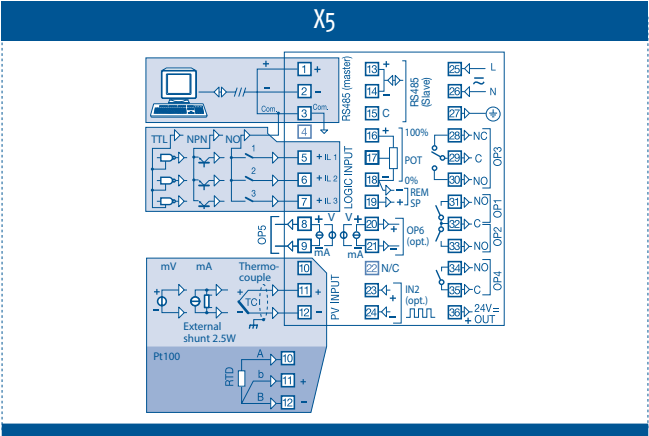 X5
+
1 +
2 −
Com.
3 Com.
4
RS485 (master)
13 +
14 −
15 C
RS485
(Slave)
25 L
26 N
27
TTL NPN NO
1
5 + IL 1
2
6 + IL 2
3
7 + IL 3
LOGIC INPUT
16 100%
17 POT
18 0%
− REM
19 + SP
28 NC
29 C
30 NO
OP3
31 NO
32 C
33 NO
OP1
OP2
OP5
8 + V
9 − mA
V + 20 +
mA − 21 −
OP6
(opt.)
22 N/C
34 NO
35 C
OP4
mV mA Thermo-
couple
10
11 +
TC
12 −
PV INPUT
External
shunt 2.5W
23 +
24 −
IN2
(opt.)
36 24V
+ OUT
Pt100
RTD
A 10
b 11 +
B 12 −